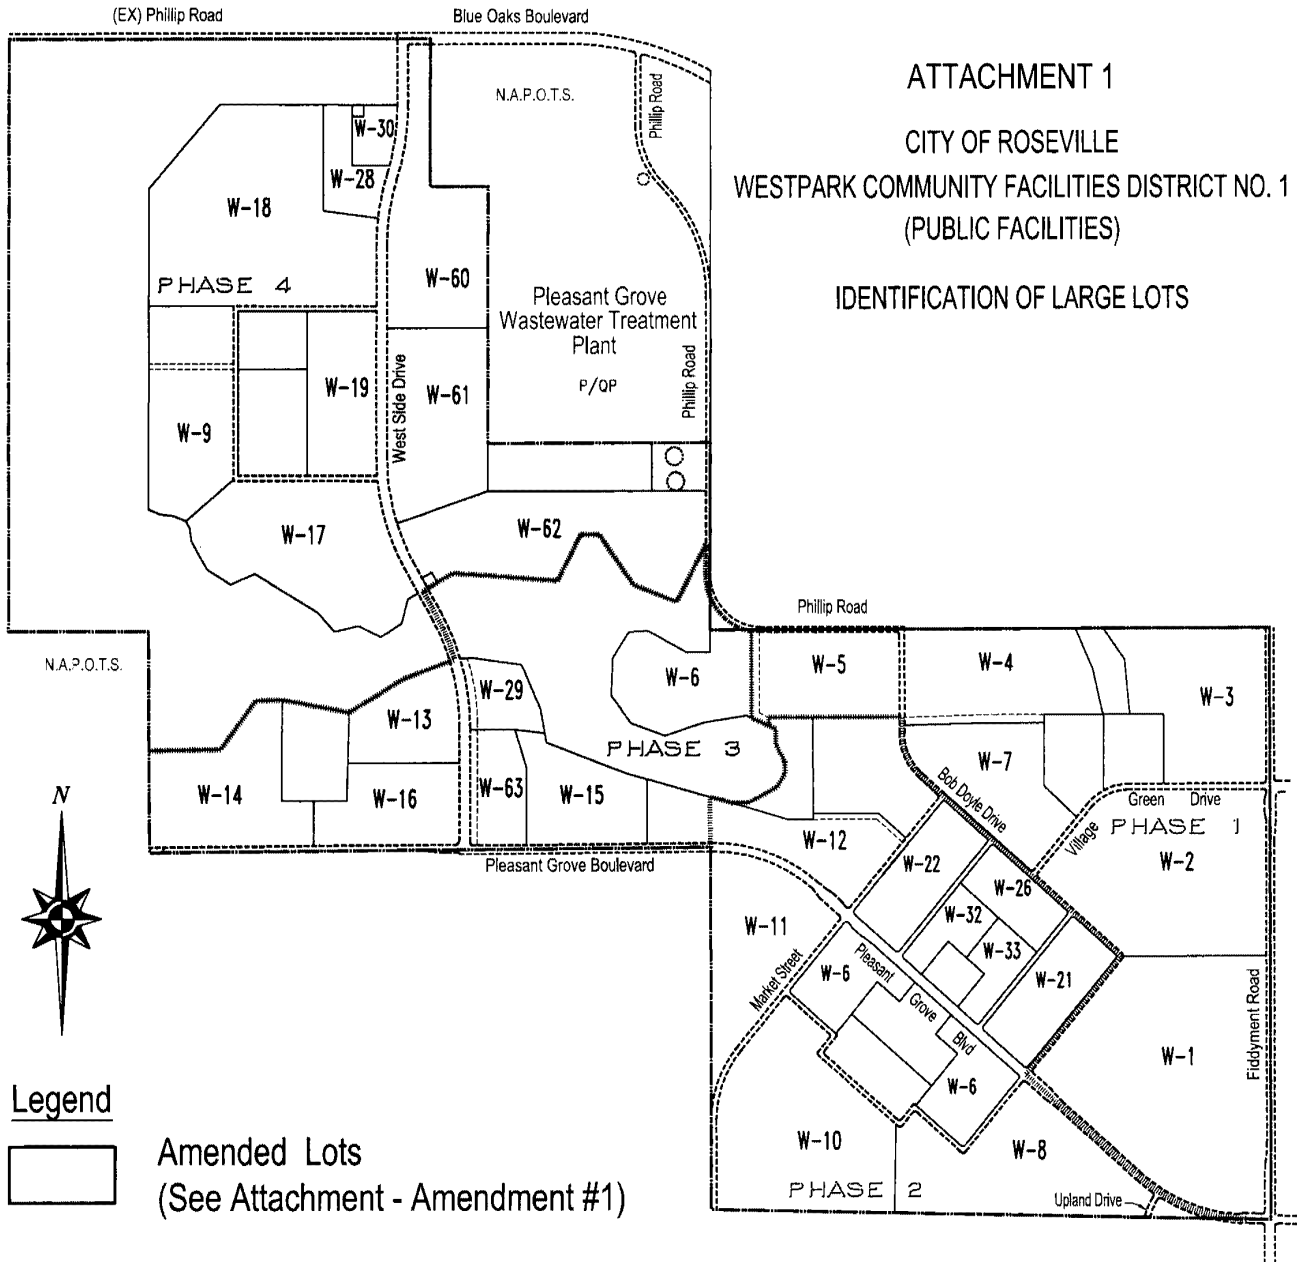 (EX) Phillip Road
Blue Oaks Boulevard
ATTACHMENT 1
CITY OF ROSEVILLE
WESTPARK COMMUNITY FACILITIES DISTRICT NO. 1
(PUBLIC FACILITIES)
IDENTIFICATION OF LARGE LOTS
N.A.P.O.T.S.
Phillip Road
W-30
W-28
W-18
PHASE 4
W-60
Pleasant Grove
Wastewater Treatment
Plant
P/QP
Phillip Road
West Side Drive
W-19
W-61
W-9
W-17
W-62
Phillip Road
N.A.P.O.T.S.
W-29
W-6
W-5
W-4
W-3
W-13
PHASE 3
W-7
W-14
W-16
W-63
W-15
Bob Doyle Drive
Green Drive
Village
PHASE 1
W-12
W-2
Pleasant Grove Boulevard
W-22
W-26
W-32
W-33
W-11
N
Market Street
W-6
Pleasant
Grove
Blvd
W-21
Fiddyment Road
W-1
W-6
W-10
W-8
PHASE 2
Upland Drive
Legend
Amended Lots
(See Attachment - Amendment #1)